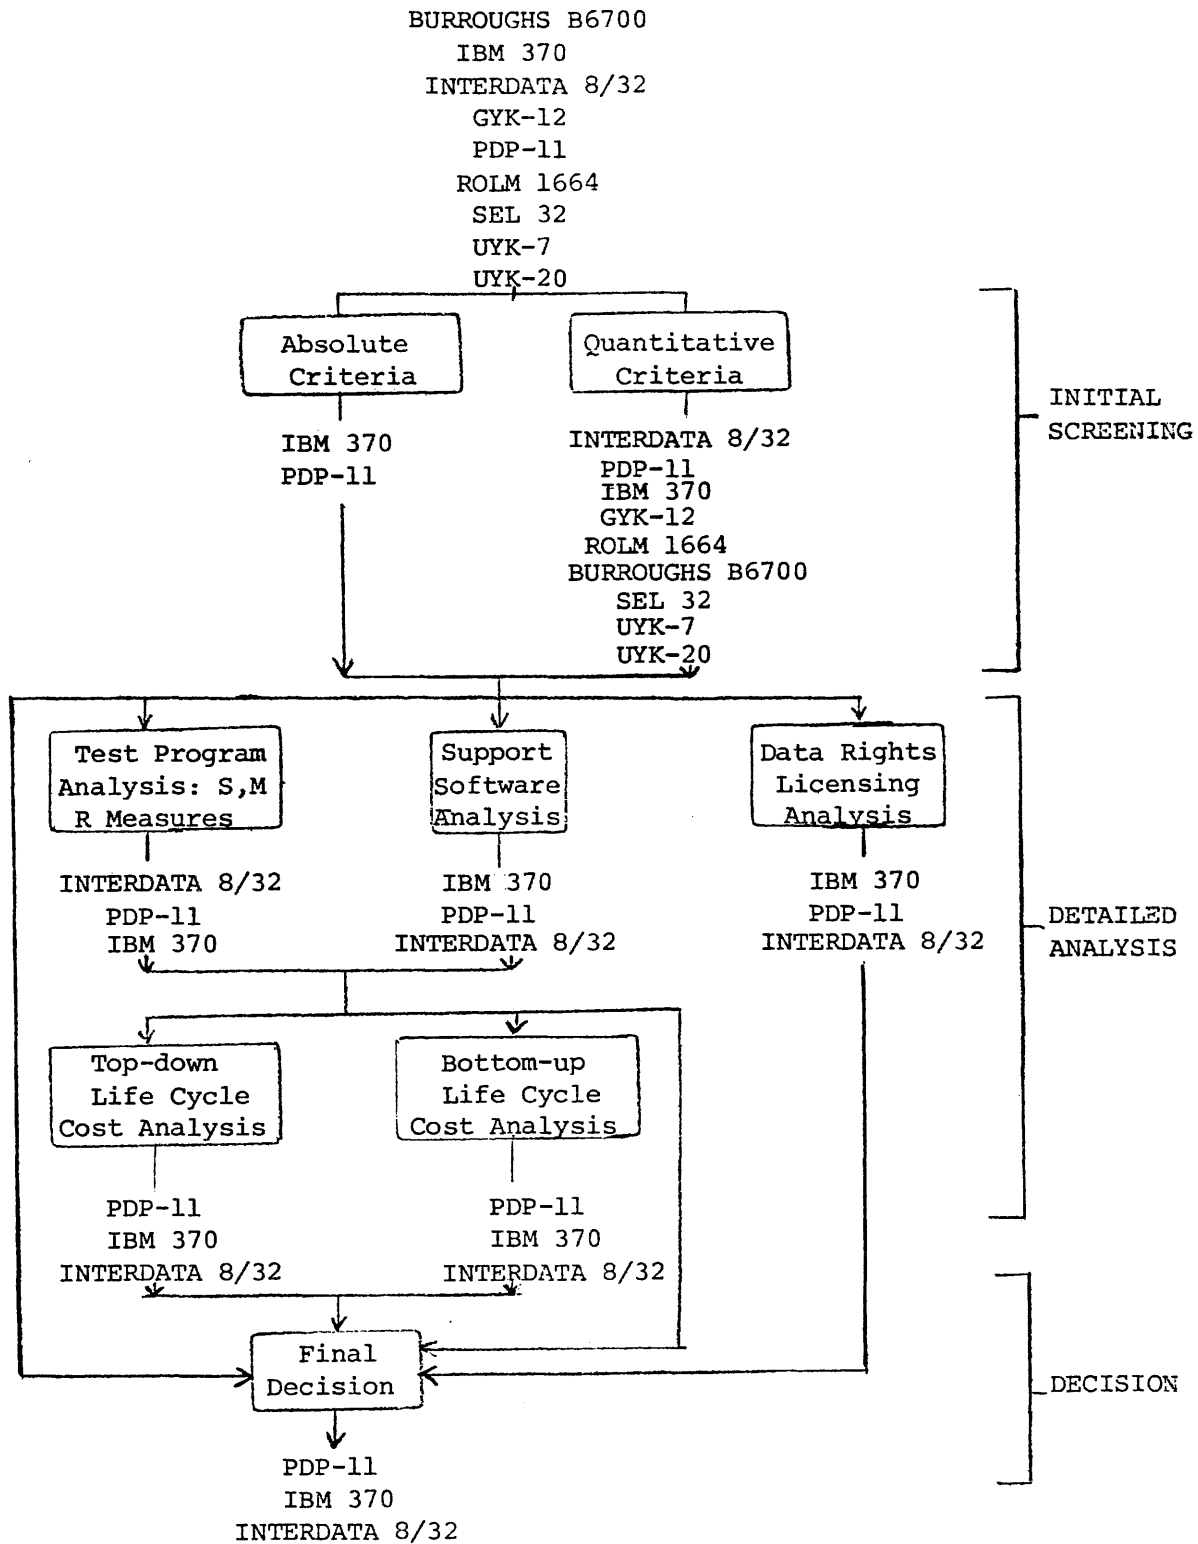 BURROUGHS B6700
IBM 370
INTERDATA 8/32
GYK-12
PDP-11
ROLM 1664
SEL 32
UYK-7
UYK-20
Absolute
Criteria
Quantitative
Criteria
INITIAL
SCREENING
IBM 370
PDP-11
INTERDATA 8/32
PDP-11
IBM 370
GYK-12
ROLM 1664
BURROUGHS B6700
SEL 32
UYK-7
UYK-20
Test Program
Analysis: S,M
R Measures
Support
Software
Analysis
Data Rights
Licensing
Analysis
INTERDATA 8/32
PDP-11
IBM 370
IBM 370
PDP-11
INTERDATA 8/32
IBM 370
PDP-11
INTERDATA 8/32
DETAILED
ANALYSIS
Top-down
Life Cycle
Cost Analysis
Bottom-up
Life Cycle
Cost Analysis
PDP-11
IBM 370
INTERDATA 8/32
PDP-11
IBM 370
INTERDATA 8/32
Final
Decision
DECISION
PDP-11
IBM 370
INTERDATA 8/32